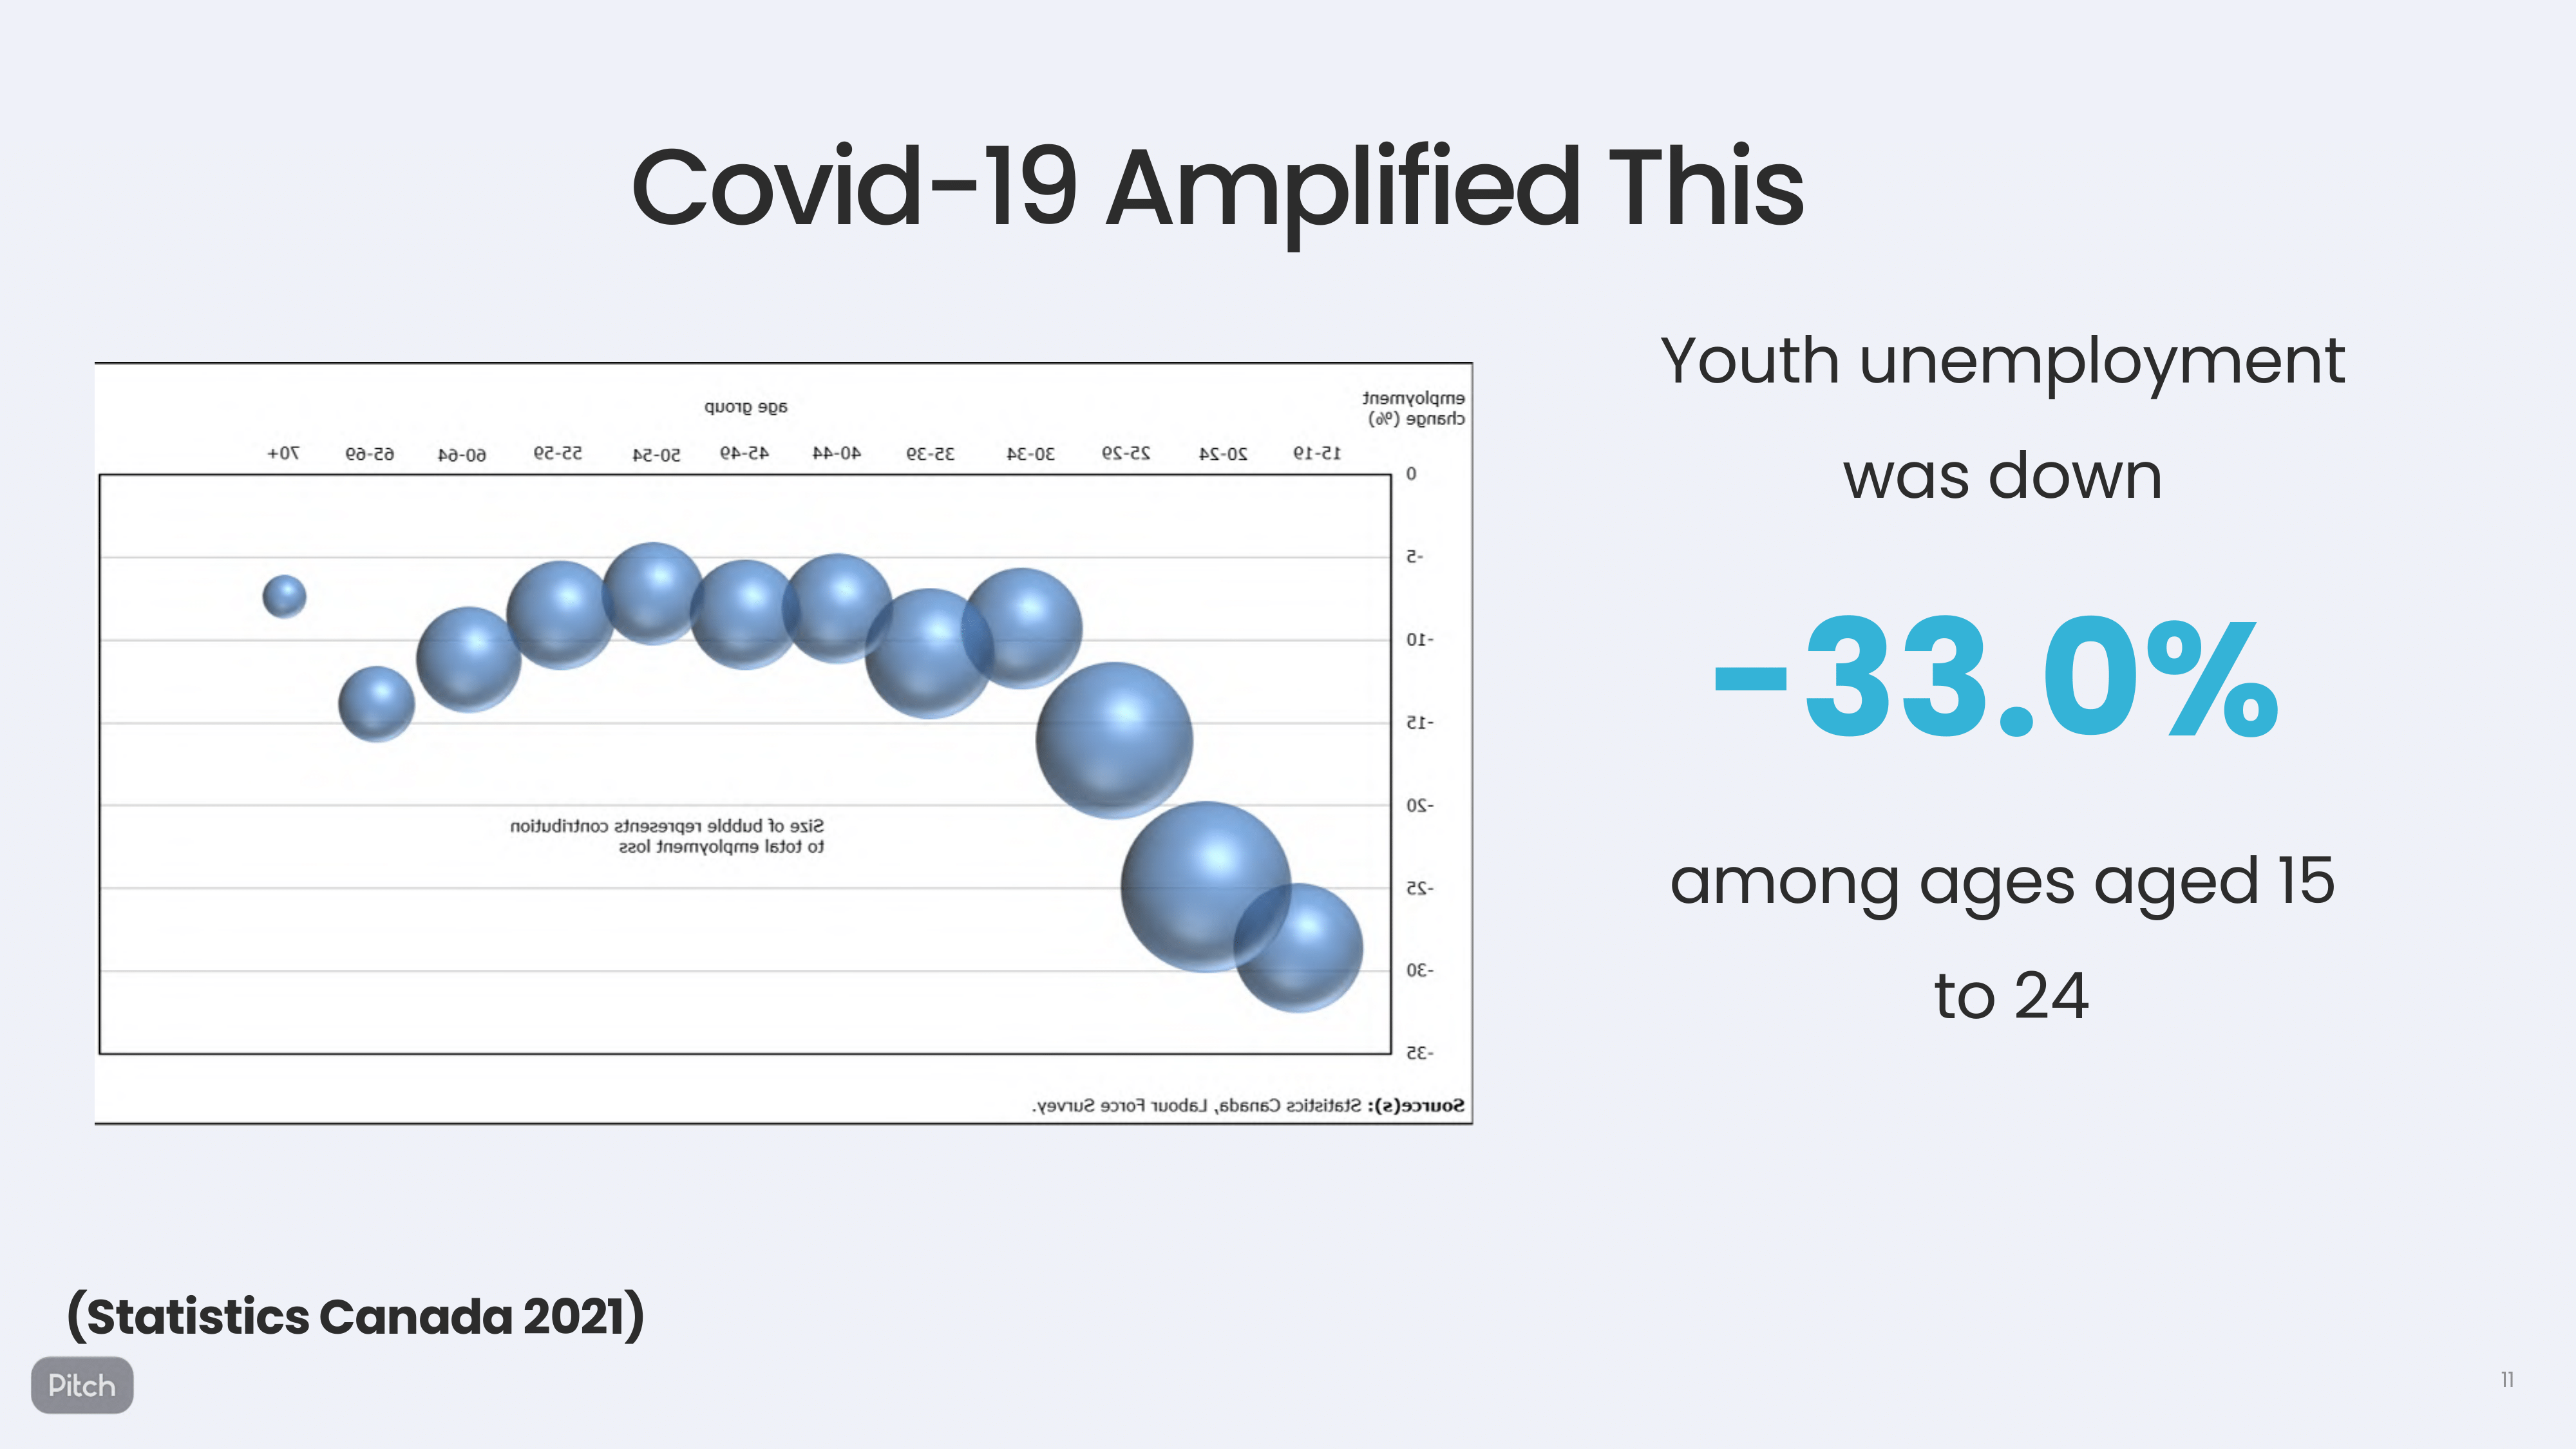 Covid-19 Amplified This
employment
change (%)
age group
70+ 65-69 60-64 55-59 50-54 45-49 40-44 35-39 30-34 25-29 20-24 15-19
0
-5
-10
-15
-20
-25
-30
-35
Size of bubble represents contribution
to total employment loss
Source(s): Statistics Canada, Labour Force Survey.
Youth unemployment
was down
-33.0%
among ages aged 15
to 24
(Statistics Canada 2021)
Pitch
11